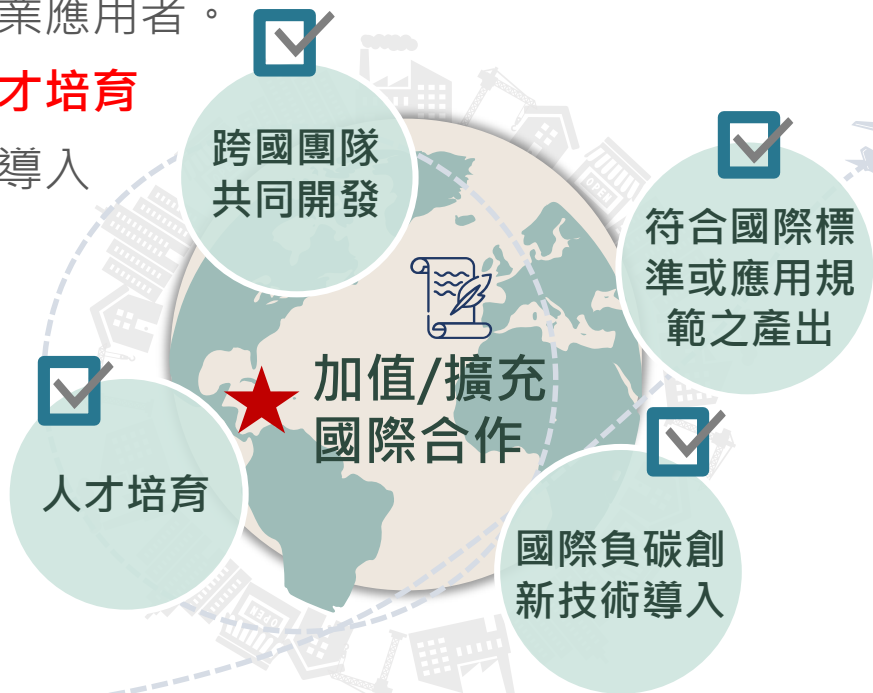 業應用者。
才培育
導入
跨國團隊
共同開發
符合國際標
準或應用規
範之產出
加值/擴充
國際合作
人才培育
國際負碳創
新技術導入
OPEN
OPEN